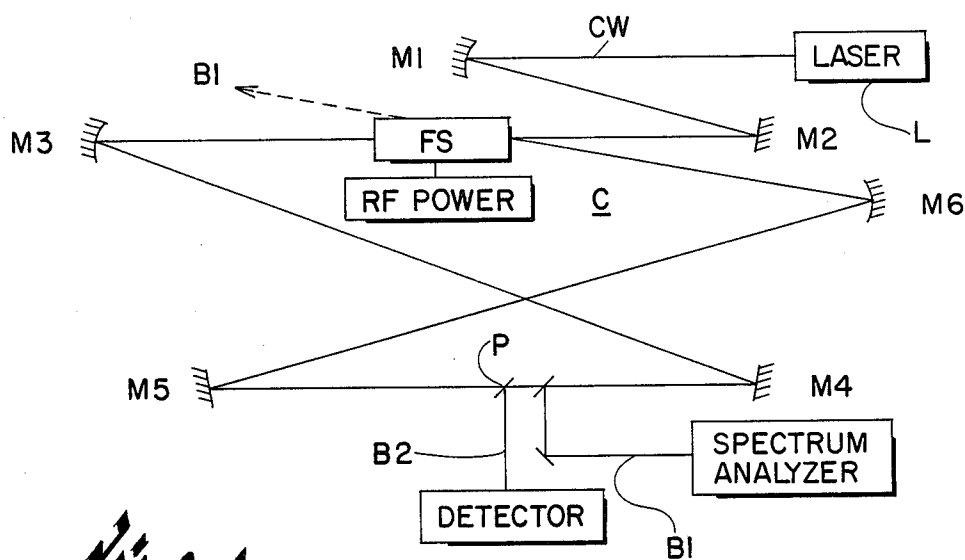 M1
CW
LASER
B1
L
M3
FS
M2
RF POWER
C
M6
P
M5
M4
B2
SPECTRUM
ANALYZER
DETECTOR
B1